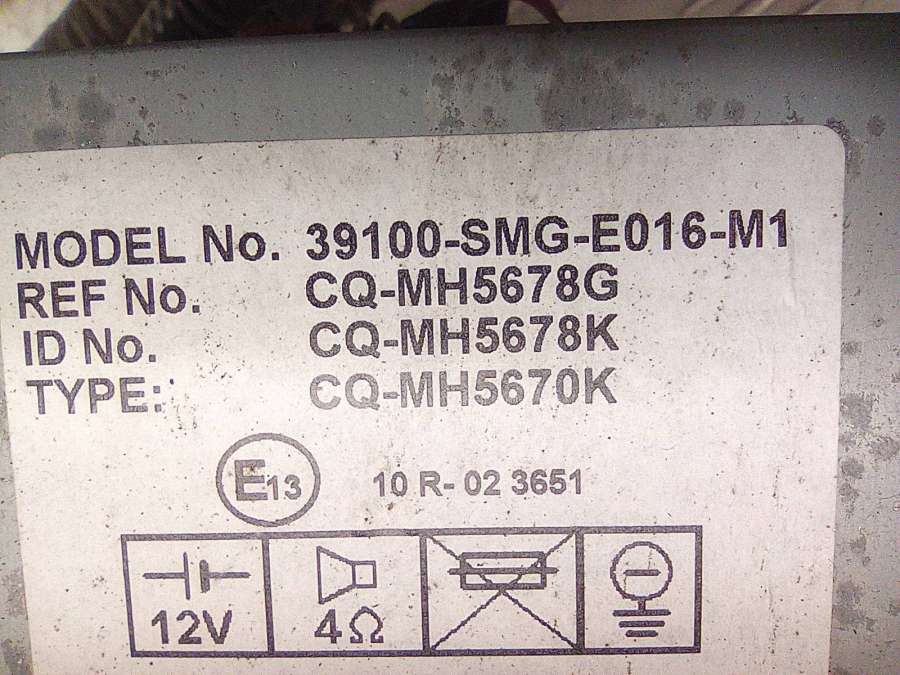 MODEL No. 39100-SMG-E016-M1
REF No. CQ-MH5678G
ID No. CQ-MH5678K
TYPE: CQ-MH5670K
E13 10 R- 02 3651
12V 4Ω